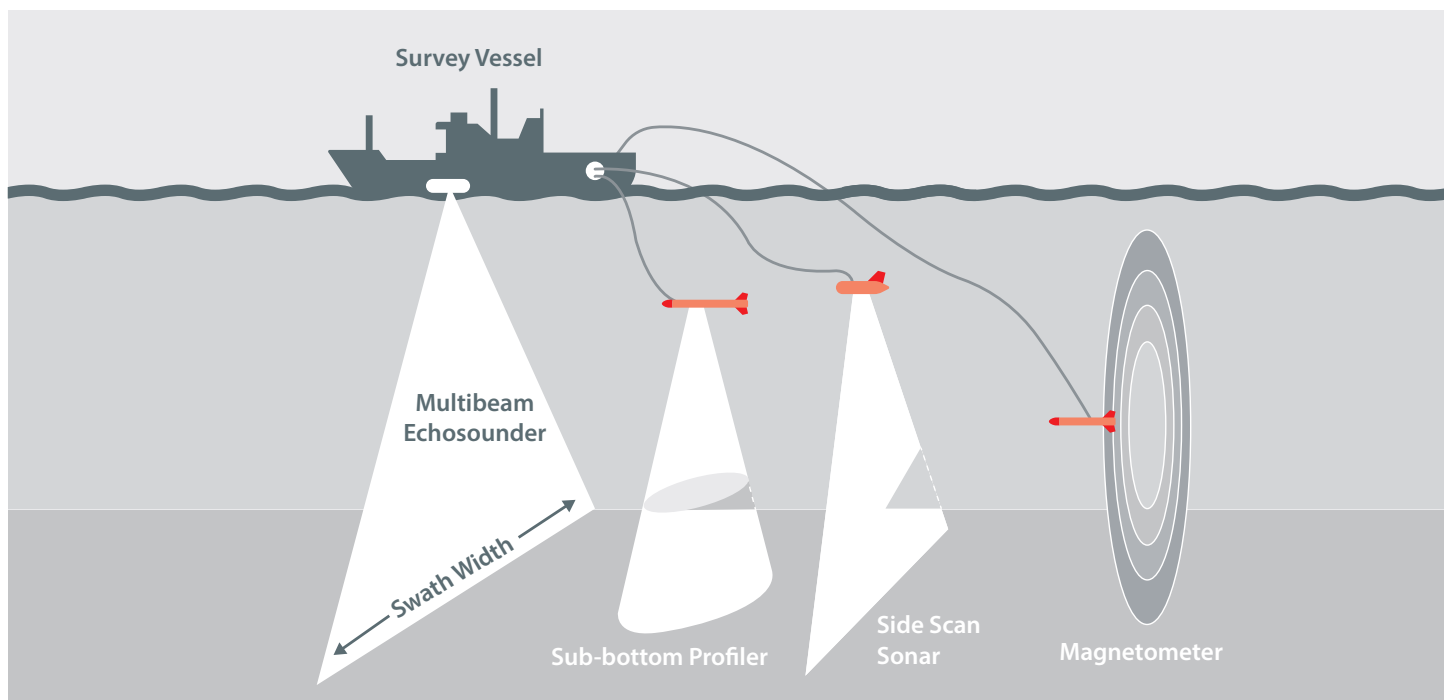 Survey Vessel
Multibeam
Echosounder
Swath Width
Sub-bottom Profiler
Side Scan
Sonar
Magnetometer